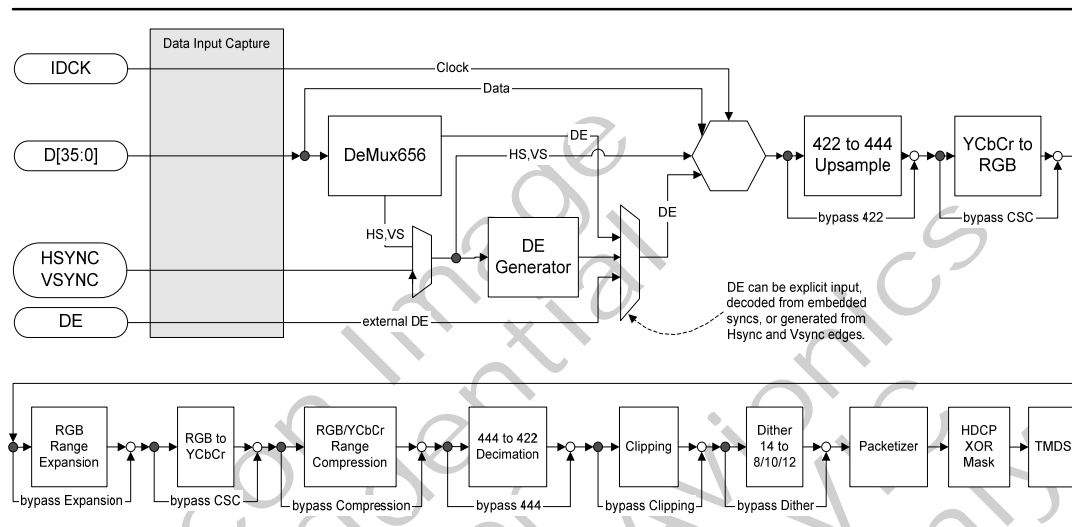 Data Input Capture
IDCK
Clock
Data
D[35:0]
DeMux656
DE
HS,VS
422 to 444
Upsample
YCbCr to
RGB
bypass 422
bypass CSC
HS,VS
DE
Generator
DE
HSYNC
VSYNC
DE
external DE
DE can be explicit input,
decoded from embedded
syncs, or generated from
Hsync and Vsync edges.
RGB
Range
Expansion
RGB to
YCbCr
RGB/YCbCr
Range
Compression
444 to 422
Decimation
Clipping
Dither
14 to
8/10/12
Packetizer
HDCP
XOR
Mask
TMDS
bypass Expansion
bypass CSC
bypass Compression
bypass 444
bypass Clipping
bypass Dither